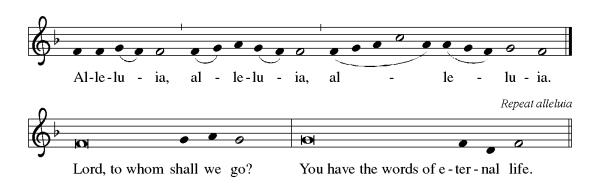 Al-le-lu - ia, al - le-lu - ia, al - le - lu-ia.
Repeat alleluia
Lord, to whom shall we go? You have the words of e-ter-nal life.